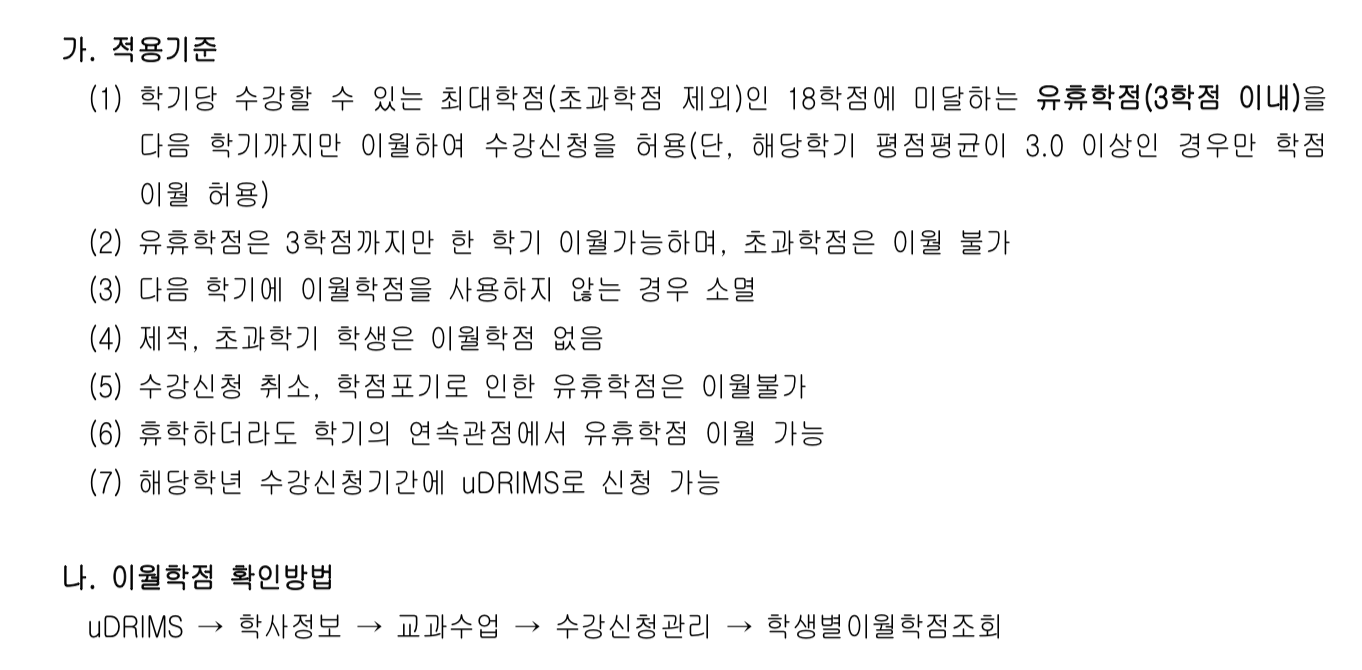 가. 적용기준
(1) 학기당 수강할 수 있는 최대학점(초과학점 제외)인 18학점에 미달하는 유휴학점(3학점 이내)을
다음 학기까지만 이월하여 수강신청을 허용(단, 해당학기 평점평균이 3.0 이상인 경우만 학점
이월 허용)
(2) 유휴학점은 3학점까지만 한 학기 이월가능하며, 초과학점은 이월 불가
(3) 다음 학기에 이월학점을 사용하지 않는 경우 소멸
(4) 제적, 초과학기 학생은 이월학점 없음
(5) 수강신청 취소, 학점포기로 인한 유휴학점은 이월불가
(6) 휴학하더라도 학기의 연속관점에서 유휴학점 이월 가능
(7) 해당학년 수강신청기간에 uDRIMS로 신청 가능
나. 이월학점 확인방법
uDRIMS → 학사정보 → 교과수업 → 수강신청관리 → 학생별이월학점조회